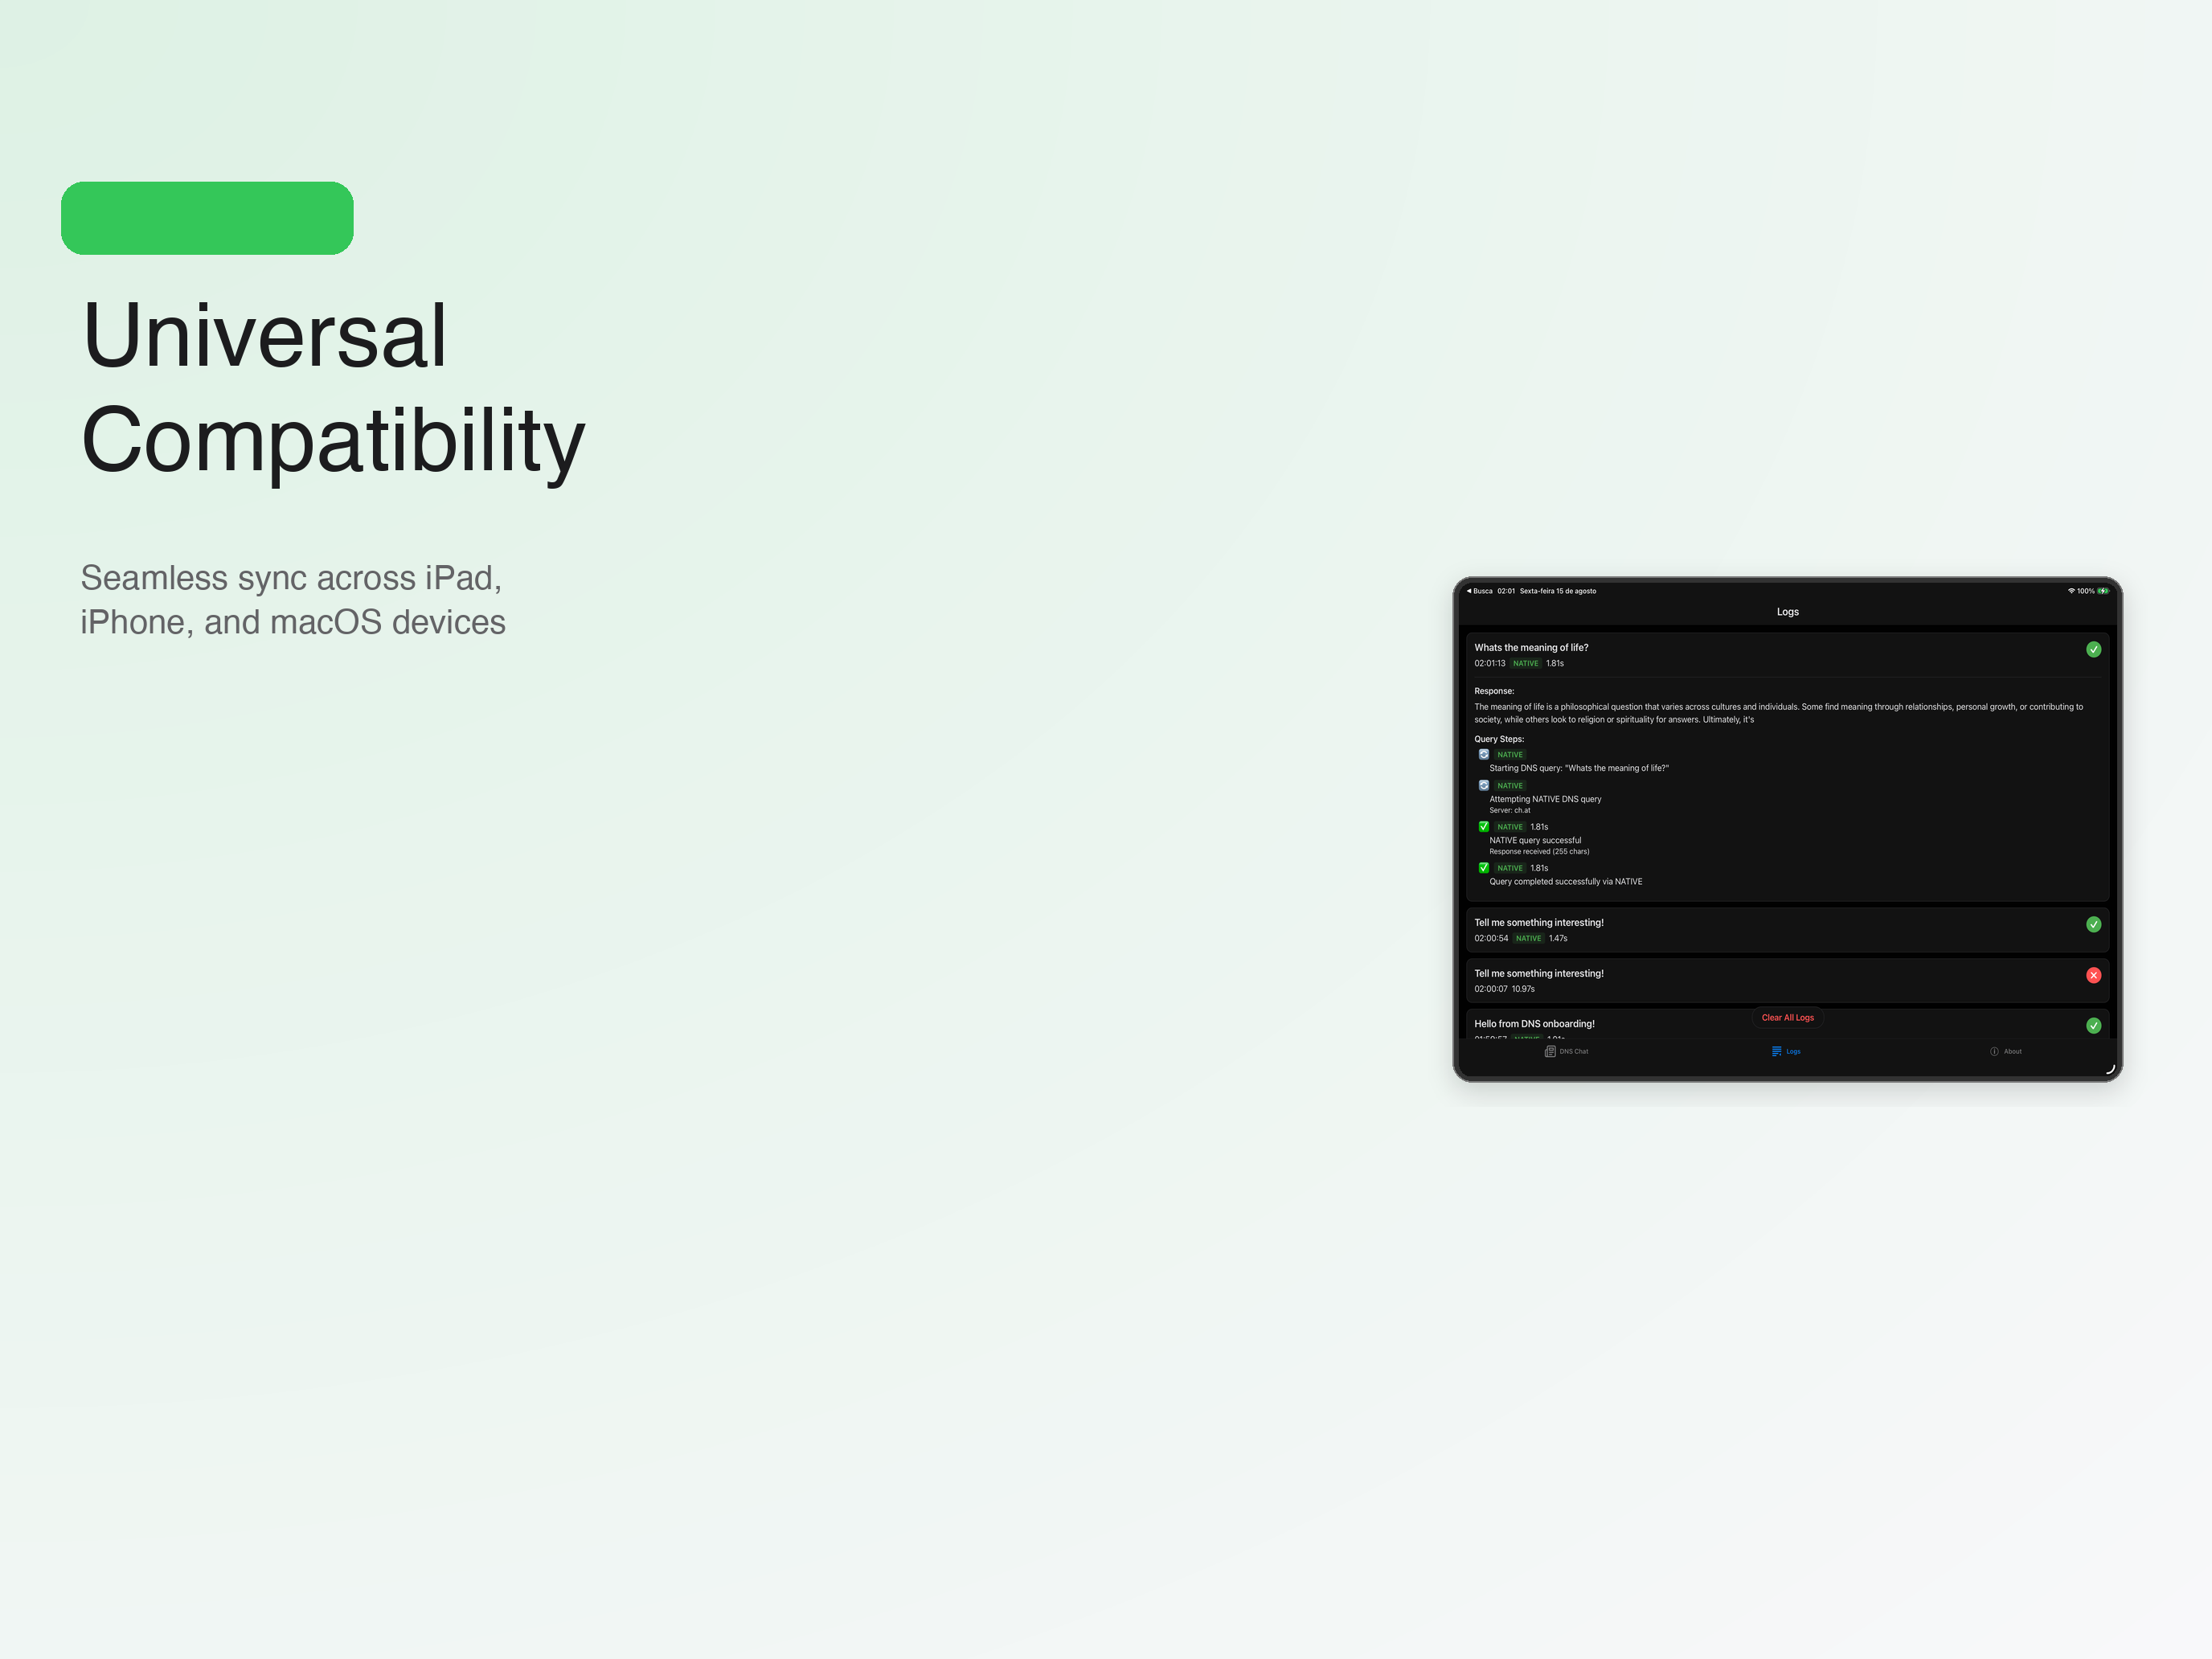 Universal
Compatibility
Seamless sync across iPad,
iPhone, and macOS devices
◀ Busca 02:01 Sexta-feira 15 de agosto 100%
Logs
Whats the meaning of life?
02:01:13 NATIVE 1.81s
Response:
The meaning of life is a philosophical question that varies across cultures and individuals. Some find meaning through relationships, personal growth, or contributing to
society, while others look to religion or spirituality for answers. Ultimately, it's
Query Steps:
NATIVE
Starting DNS query: "Whats the meaning of life?"
NATIVE
Attempting NATIVE DNS query
Server: ch.at
NATIVE 1.81s
NATIVE query successful
Response received (255 chars)
NATIVE 1.81s
Query completed successfully via NATIVE
Tell me something interesting!
02:00:54 NATIVE 1.47s
Tell me something interesting!
02:00:07 10.97s
Clear All Logs
Hello from DNS onboarding!
DNS Chat Logs About